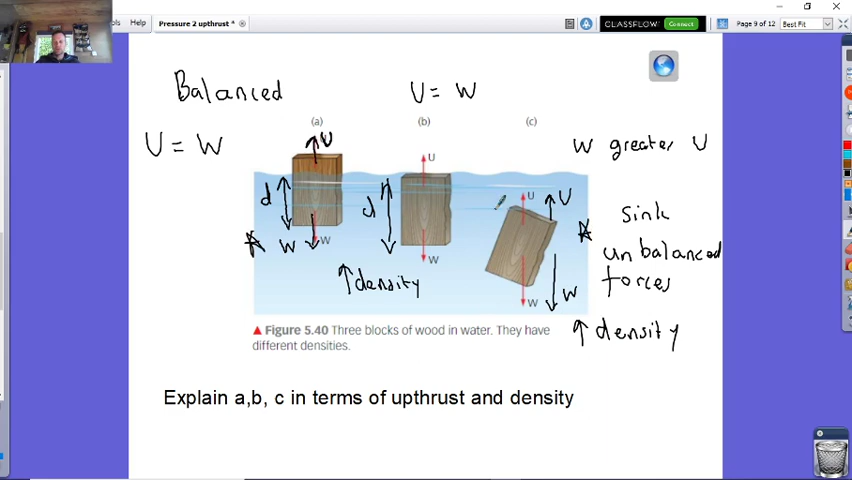 Help
Pressure 2 upthrust *
CLASSFLOW
Connect
Page 9 of 12
Best Fit
Balanced
U = W
U = W
(a)
(b)
(c)
U
U
U
U
W greater U
d
d
W
W
W
W
W
sink
unbalanced
forces
↑density
↑density
▲ Figure 5.40 Three blocks of wood in water. They have
different densities.
Explain a,b, c in terms of upthrust and density